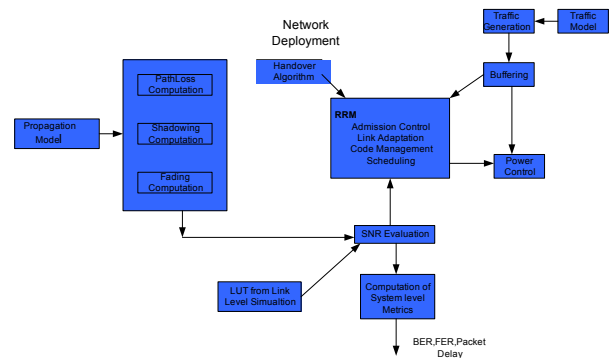 Network
Deployment
Traffic
Generation
Traffic Model
Handover
Algorithm
Buffering
PathLoss
Computation
RRM
Admission Control
Link Adaptation
Code Management
Scheduling
Propagation
Model
Shadowing
Computation
Power
Control
Fading
Computation
SNR Evaluation
LUT from Link
Level Simualtion
Computation of
System level
Metrics
BER,FER,Packet
Delay